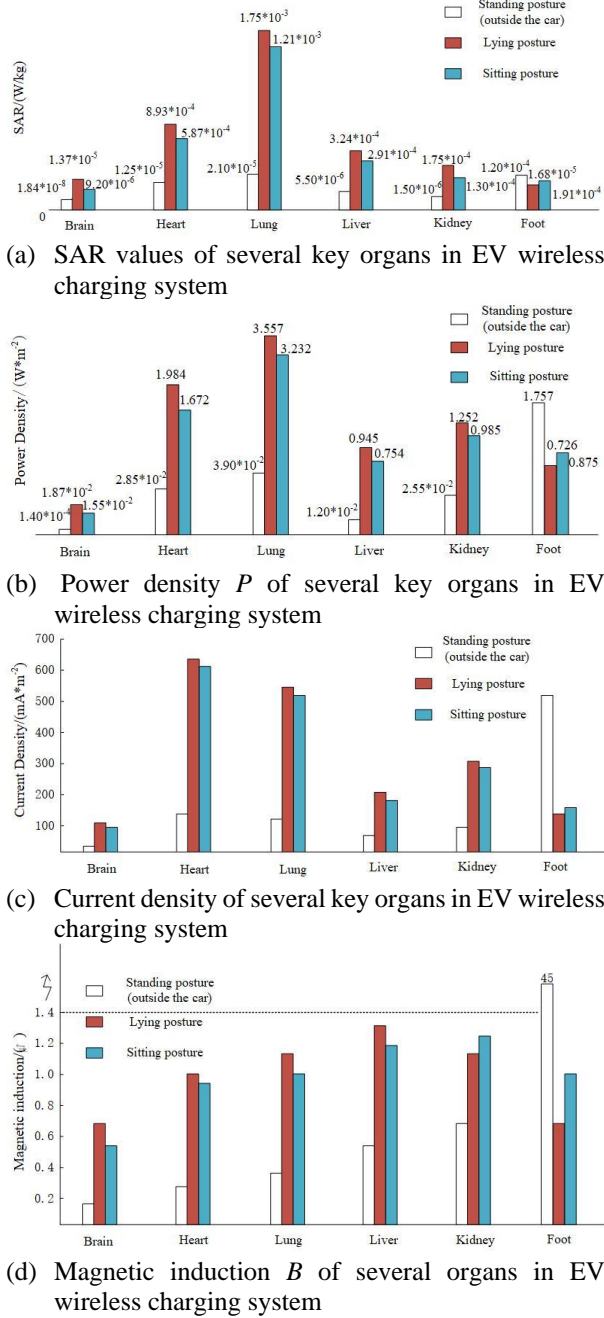 1.75*10⁻³
Standing posture
(outside the car)
1.21*10⁻³
Lying posture
Sitting posture
SAR/(W/kg)
8.93*10⁻⁴
5.87*10⁻⁴
3.24*10⁻⁴
2.91*10⁻⁴
1.37*10⁻⁵
1.25*10⁻⁵
2.10*10⁻⁵
1.75*10⁻⁴
1.20*10⁻⁴
1.84*10⁻⁸
9.20*10⁻⁶
5.50*10⁻⁶
1.50*10⁻⁶
1.30*10⁻⁴
1.68*10⁻⁵
1.91*10⁻⁴
0
Brain Heart Lung Liver Kidney Foot
(a) SAR values of several key organs in EV wireless
charging system
Standing posture
(outside the car)
3.557
3.232
Lying posture
Sitting posture
Power Density/ (W*m⁻²)
1.984
1.672
1.757
1.252
0.985
0.945
0.754
0.726
0.875
2.85*10⁻²
3.90*10⁻²
2.55*10⁻²
1.87*10⁻²
1.55*10⁻²
1.40*10⁻⁴
1.20*10⁻²
Brain Heart Lung Liver Kidney Foot
(b) Power density P of several key organs in EV
wireless charging system
700
600
500
400
300
200
100
Current Density/(mA*m⁻²)
Standing posture
(outside the car)
Lying posture
Sitting posture
Brain Heart Lung Liver Kidney Foot
(c) Current density of several key organs in EV wireless
charging system
Standing posture
(outside the car)
45
1.4
Lying posture
Sitting posture
1.0
0.8
0.6
0.4
0.2
Magnetic induction/
Brain Heart Lung Liver Kidney Foot
(d) Magnetic induction B of several organs in EV
wireless charging system